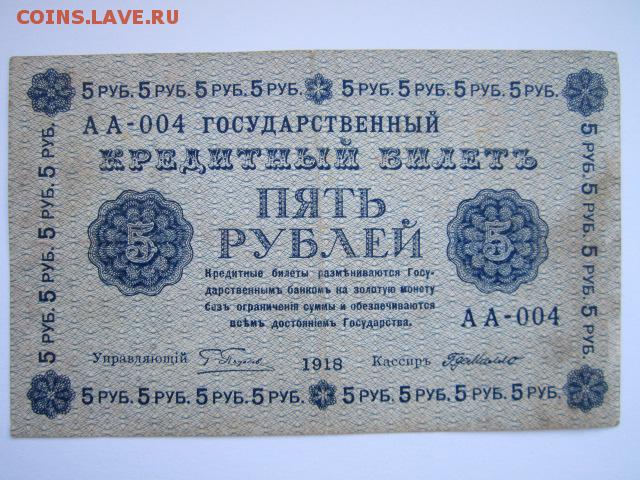 COINS.LAVE.RU
5 РУБ. 5 РУБ. 5 РУБ. 5 РУБ. 5 РУБ. 5 РУБ. 5 РУБ. 5 РУБ.
АА-004 ГОСУДАРСТВЕННЫЙ
КРЕДИТНЫЙ БИЛЕТЪ
5 ПЯТЬ 5
РУБЛЕЙ
Кредитные билеты размѣниваются Госу-
дарственнымъ банкомъ на золотую монету
безъ ограниченія суммы и обезпечиваются
всѣмъ достояніемъ Государства.
АА-004
Управляющій 1918 Кассиръ
5 РУБ. 5 РУБ. 5 РУБ. 5 РУБ. 5 РУБ. 5 РУБ. 5 РУБ. 5 РУБ.
5 РУБ. 5 РУБ. 5 РУБ. 5 РУБ. 5 РУБ.
5 РУБ. 5 РУБ. 5 РУБ. 5 РУБ. 5 РУБ.